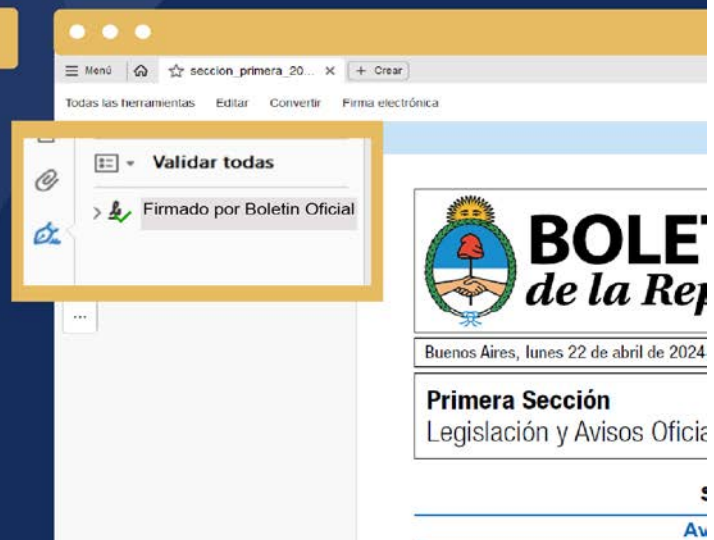 Menú
seccion_primera_20...
+ Crear
Todas las herramientas Editar Convertir Firma electrónica
Validar todas
Firmado por Boletin Oficial
...
BOLET
de la Rep
Buenos Aires, lunes 22 de abril de 2024
Primera Sección
Legislación y Avisos Oficia
S
Av